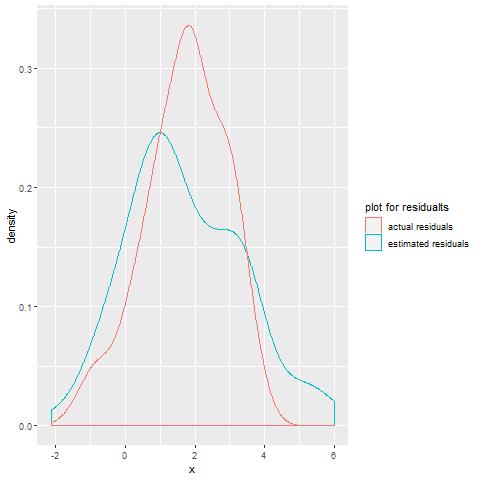 0.3
0.2
0.1
0.0
density
-2 0 2 4 6
x
plot for residualts
actual residuals
estimated residuals